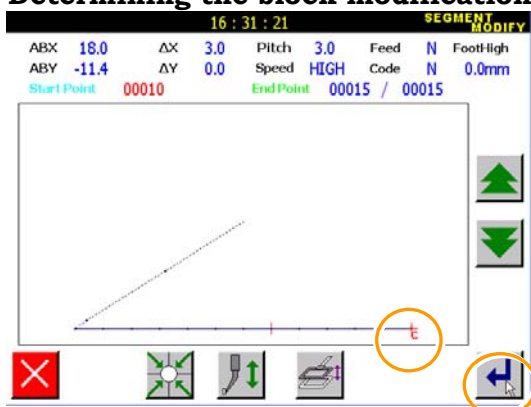 Determining the block modification
16 : 31 : 21 SEGMENT MODIFY
ABX 18.0 ΔX 3.0 Pitch 3.0 Feed N FootHigh
ABY -11.4 ΔY 0.0 Speed HIGH Code N 0.0mm
Start Point 00010 End Point 00015 / 00015